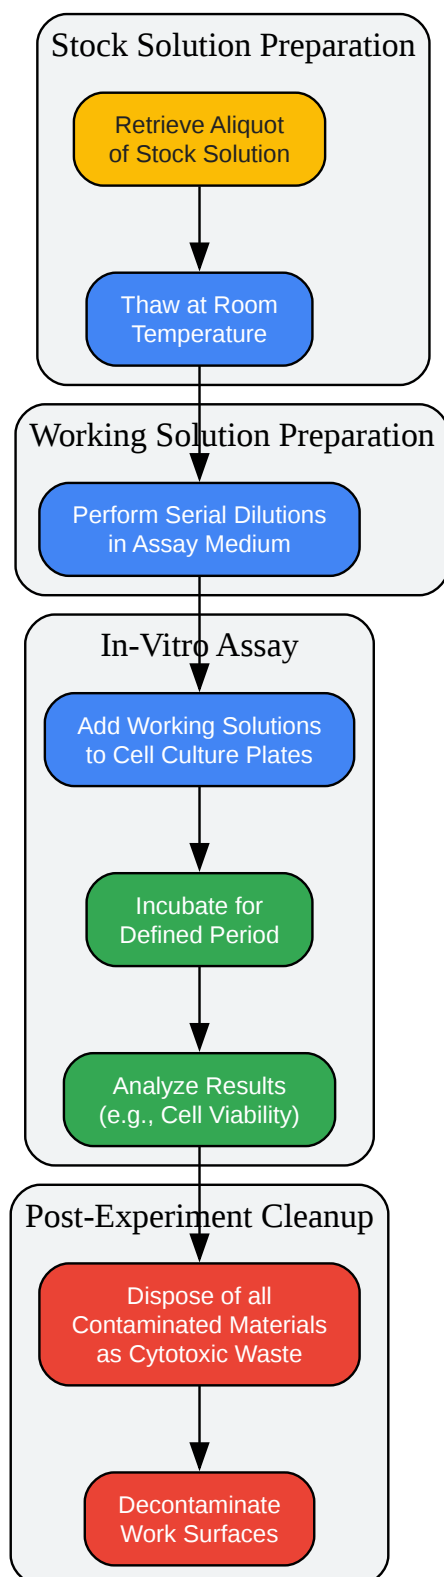 Stock Solution Preparation
Retrieve Aliquot
of Stock Solution
Thaw at Room
Temperature
Working Solution Preparation
Perform Serial Dilutions
in Assay Medium
In-Vitro Assay
Add Working Solutions
to Cell Culture Plates
Incubate for
Defined Period
Analyze Results
(e.g., Cell Viability)
Post-Experiment Cleanup
Dispose of all
Contaminated Materials
as Cytotoxic Waste
Decontaminate
Work Surfaces